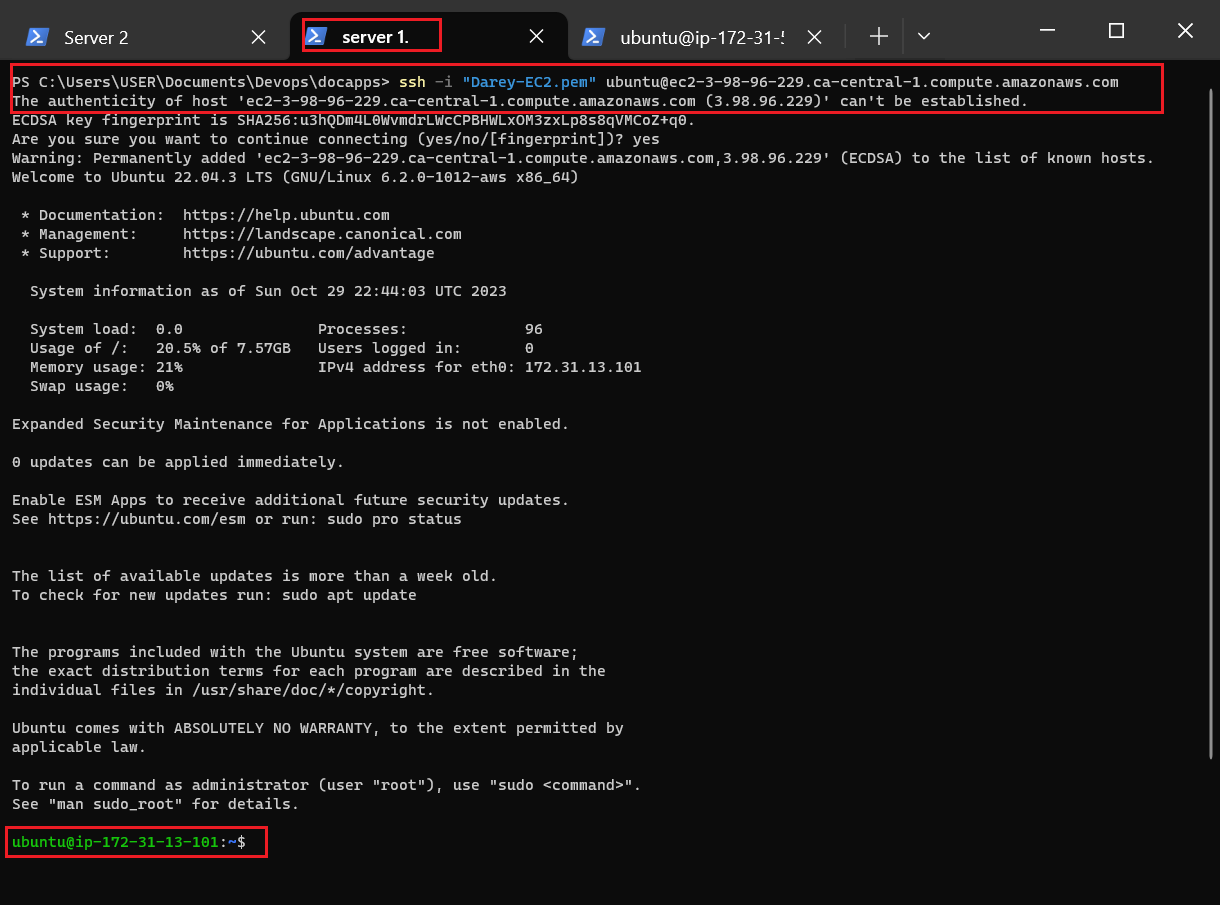 Server 2
server 1.
ubuntu@ip-172-31-5
PS C:\Users\USER\Documents\Devops\docapps> ssh -i "Darey-EC2.pem" ubuntu@ec2-3-98-96-229.ca-central-1.compute.amazonaws.com
The authenticity of host 'ec2-3-98-96-229.ca-central-1.compute.amazonaws.com (3.98.96.229)' can't be established.
ECDSA key fingerprint is SHA256:u3hQDm4L0WvmdrLWcCPBHWLxOM3zxLp8s8qVMCoZ+q0.
Are you sure you want to continue connecting (yes/no/[fingerprint])? yes
Warning: Permanently added 'ec2-3-98-96-229.ca-central-1.compute.amazonaws.com,3.98.96.229' (ECDSA) to the list of known hosts.
Welcome to Ubuntu 22.04.3 LTS (GNU/Linux 6.2.0-1012-aws x86_64)
* Documentation:  https://help.ubuntu.com
* Management:     https://landscape.canonical.com
* Support:        https://ubuntu.com/advantage
System information as of Sun Oct 29 22:44:03 UTC 2023
System load:  0.0               Processes:             96
Usage of /:   20.5% of 7.57GB   Users logged in:       0
Memory usage: 21%               IPv4 address for eth0: 172.31.13.101
Swap usage:   0%
Expanded Security Maintenance for Applications is not enabled.
0 updates can be applied immediately.
Enable ESM Apps to receive additional future security updates.
See https://ubuntu.com/esm or run: sudo pro status
The list of available updates is more than a week old.
To check for new updates run: sudo apt update
The programs included with the Ubuntu system are free software;
the exact distribution terms for each program are described in the
individual files in /usr/share/doc/*/copyright.
Ubuntu comes with ABSOLUTELY NO WARRANTY, to the extent permitted by
applicable law.
To run a command as administrator (user "root"), use "sudo <command>".
See "man sudo_root" for details.
ubuntu@ip-172-31-13-101:~$